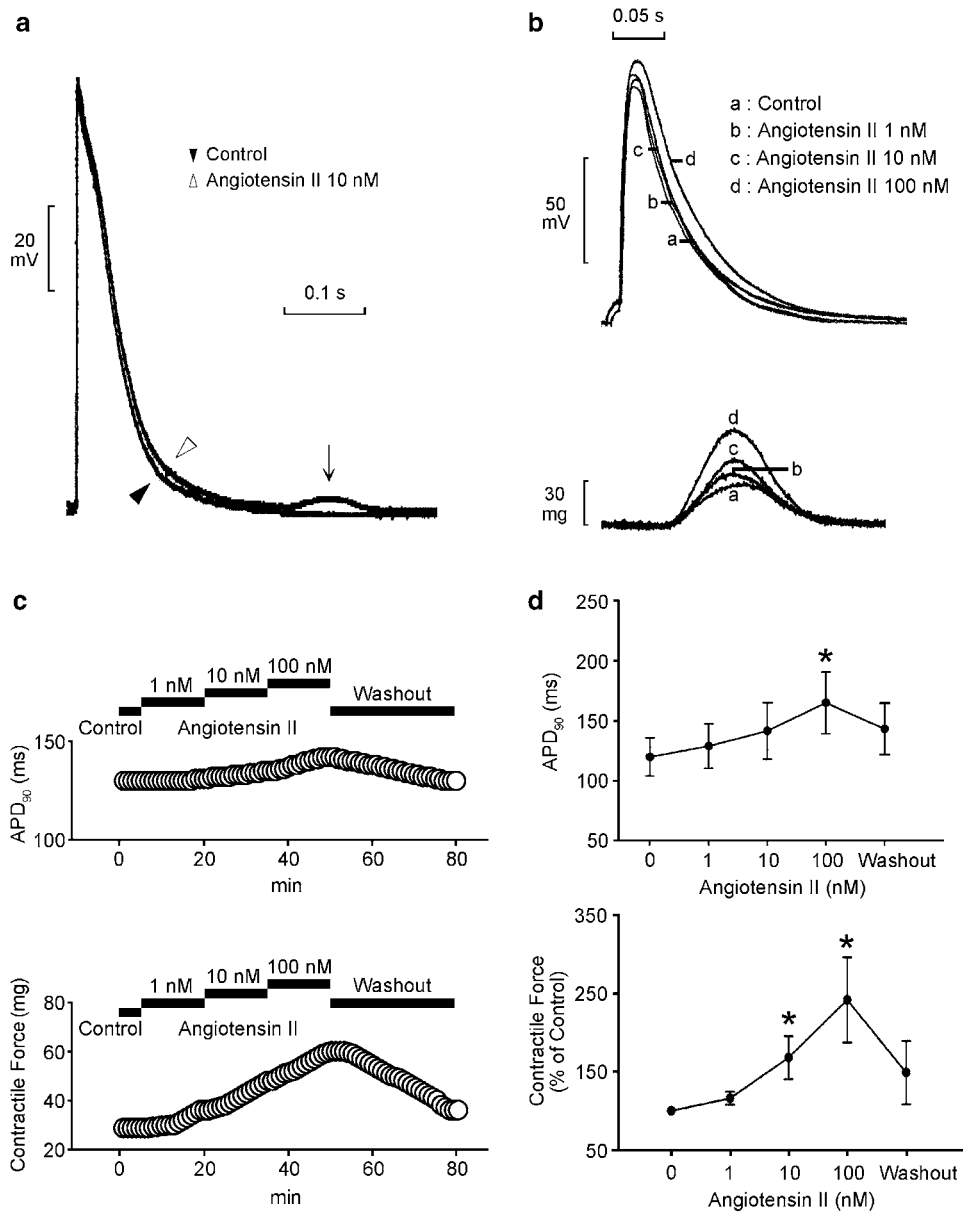 a
Control
Angiotensin II 10 nM
20
mV
0.1 s
b
0.05 s
a : Control
b : Angiotensin II 1 nM
c : Angiotensin II 10 nM
d : Angiotensin II 100 nM
50
mV
c
d
b
a
30
mg
d
c
b
a
c
1 nM
10 nM
100 nM
Washout
Control
Angiotensin II
APD90 (ms)
150
100
0
20
40
60
80
min
1 nM
10 nM
100 nM
Washout
Control
Angiotensin II
Contractile Force (mg)
80
60
40
20
0
20
40
60
80
min
d
APD90 (ms)
250
200
150
100
50
*
0
1
10
100
Washout
Angiotensin II (nM)
Contractile Force
(% of Control)
350
250
150
50
*
*
0
1
10
100
Washout
Angiotensin II (nM)